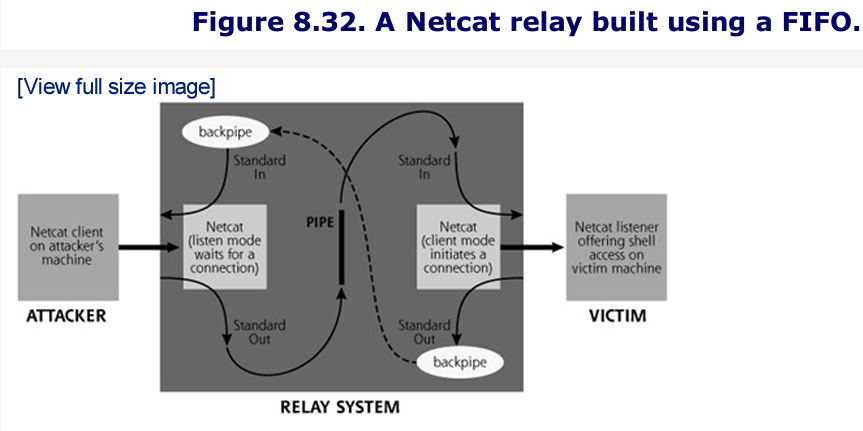 Figure 8.32. A Netcat relay built using a FIFO.
[View full size image]
backpipe
Standard
In
Standard
In
Netcat client
on attacker's
machine
Netcat
(listen mode
waits for a
connection)
PIPE
Netcat
(client mode
initiates a
connection)
Netcat listener
offering shell
access on
victim machine
ATTACKER
VICTIM
Standard
Out
Standard
Out
backpipe
RELAY SYSTEM